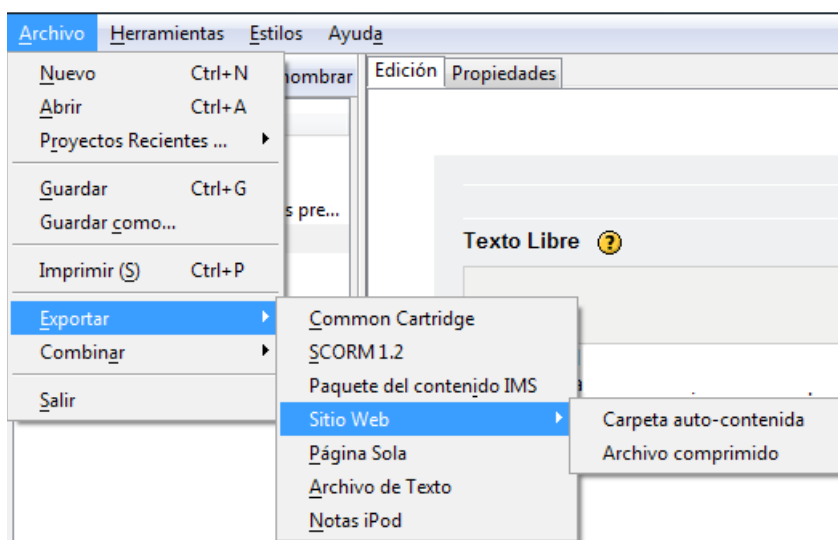 Archivo Herramientas Estilos Ayuda
Nuevo Ctrl+N
Abrir Ctrl+A
Proyectos Recientes ...
Guardar Ctrl+G
Guardar como...
Imprimir (S) Ctrl+P
Exportar
Combinar
Salir
nombrar
s pre...
Edición Propiedades
Texto Libre ?
Common Cartridge
SCORM 1.2
Paquete del contenido IMS
Sitio Web
Página Sola
Archivo de Texto
Notas iPod
Carpeta auto-contenida
Archivo comprimido